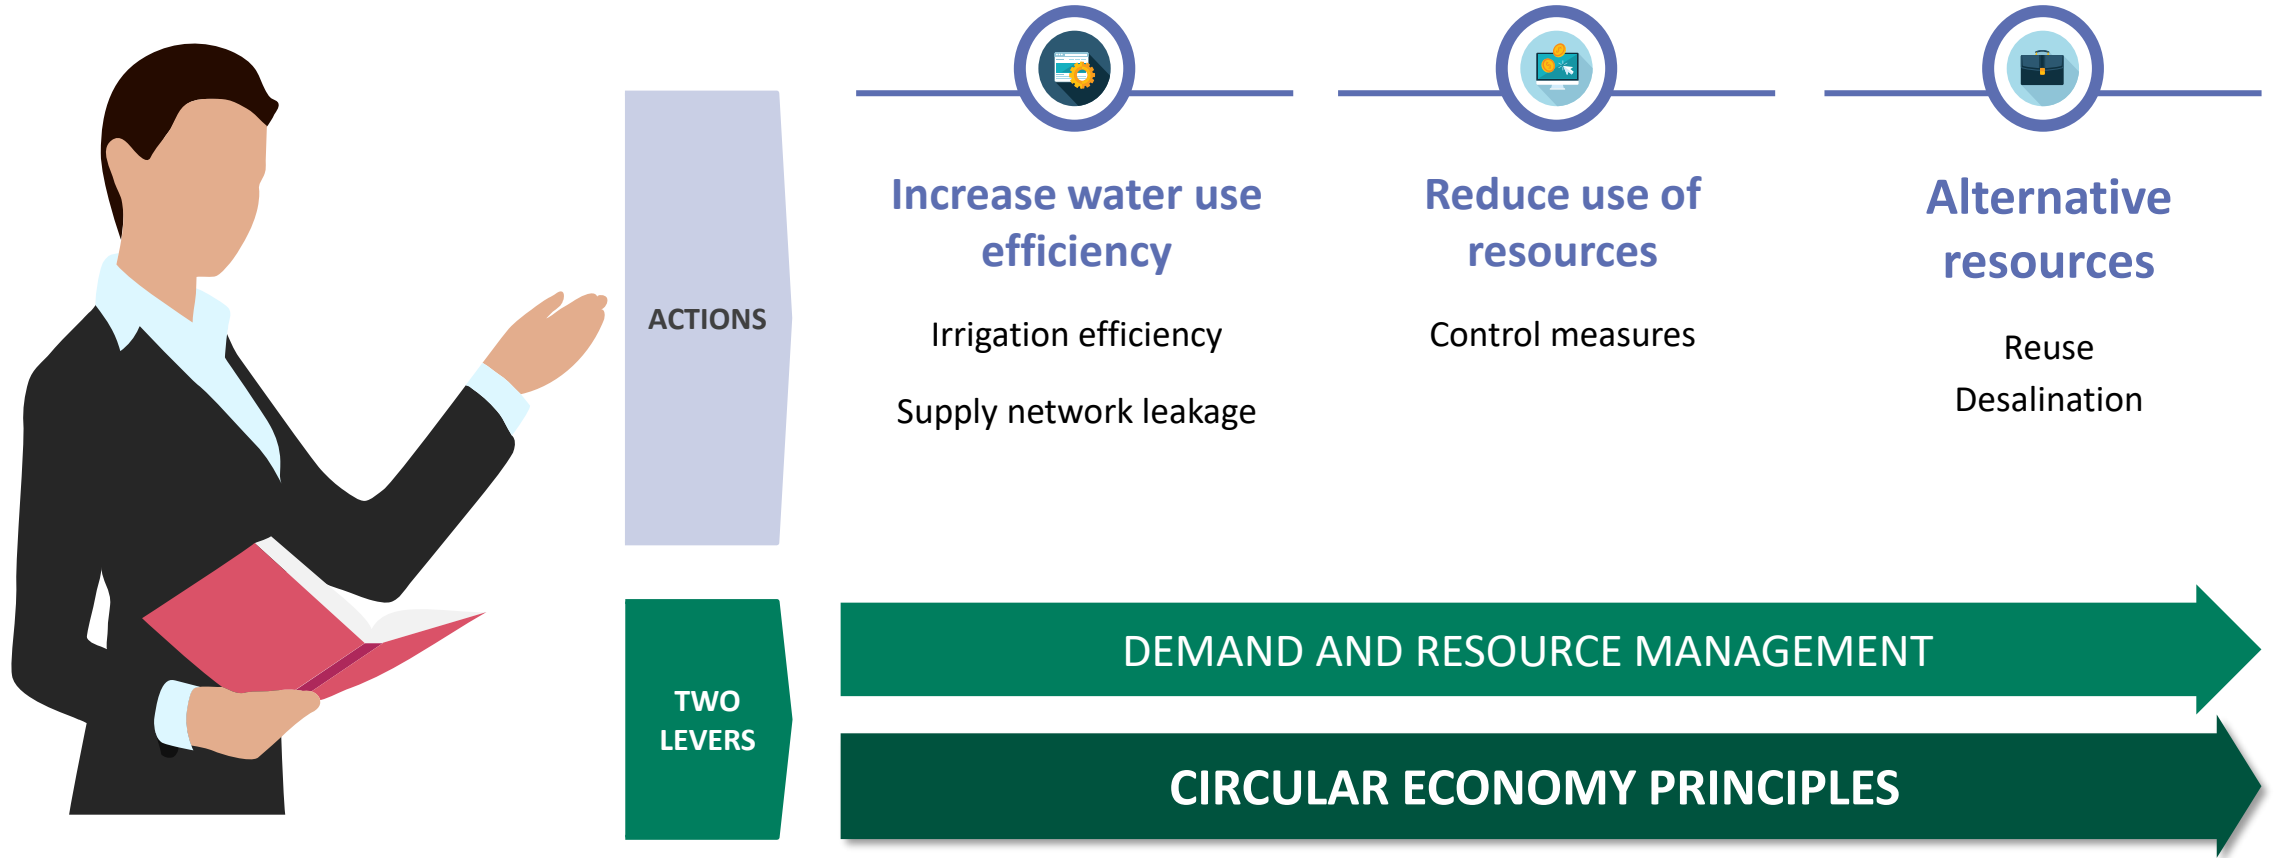 ACTIONS
Increase water use
efficiency
Irrigation efficiency
Supply network leakage
Reduce use of
resources
Control measures
Alternative
resources
Reuse
Desalination
TWO
LEVERS
DEMAND AND RESOURCE MANAGEMENT
CIRCULAR ECONOMY PRINCIPLES